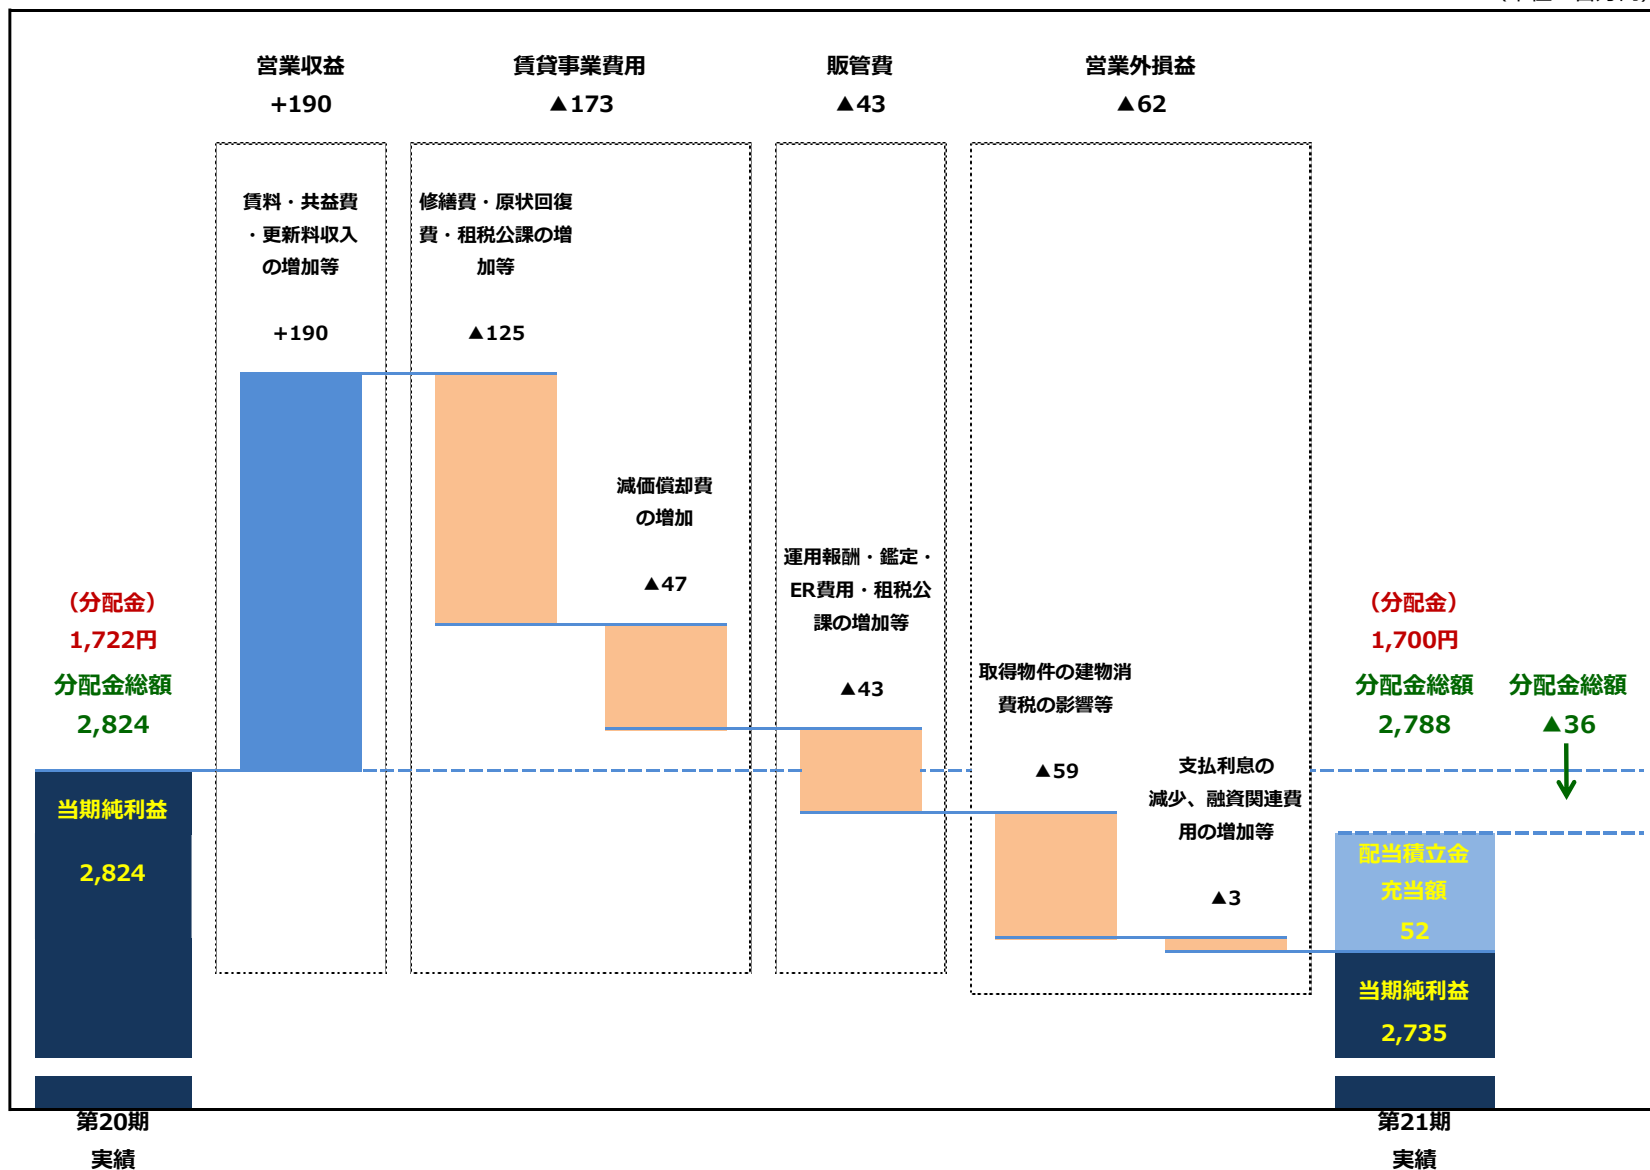 営業収益
+190
賃貸事業費用
▲173
販管費
▲43
営業外損益
▲62
賃料・共益費
・更新料収入
の増加等
+190
修繕費・原状回復
費・租税公課の増
加等
▲125
減価償却費
の増加
▲47
運用報酬・鑑定・
ER費用・租税公
課の増加等
▲43
取得物件の建物消
費税の影響等
▲59
支払利息の
減少、融資関連費
用の増加等
▲3
（分配金）
1,722円
分配金総額
2,824
当期純利益
2,824
第20期
実績
（分配金）
1,700円
分配金総額
2,788
分配金総額
▲36
配当積立金
充当額
52
当期純利益
2,735
第21期
実績